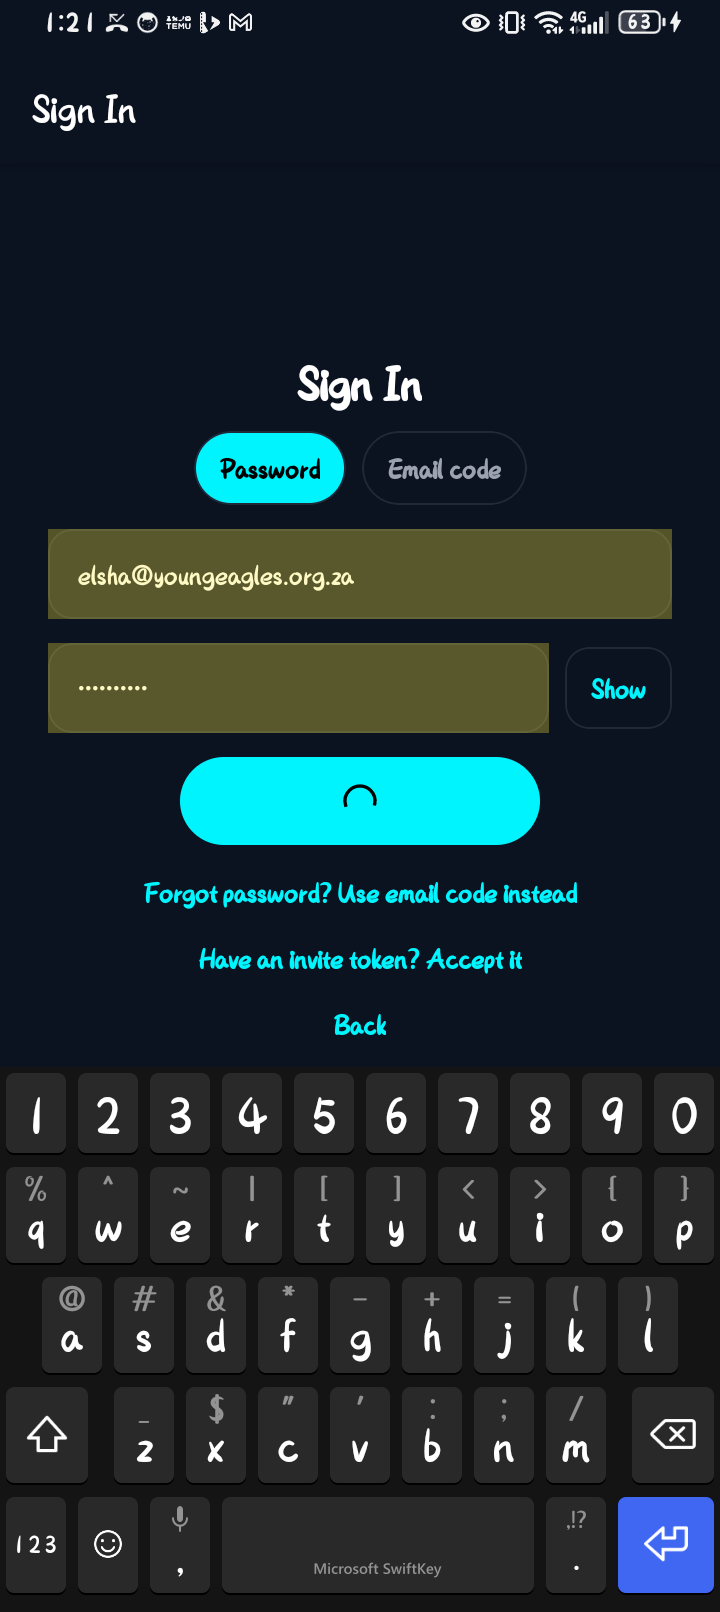 1:21
TEMU
4G
63
Sign In
Sign In
Password
Email code
elsha@youngeagles.org.za
••••••••••
Show
Forgot password? Use email code instead
Have an invite token? Accept it
Back
1 2 3 4 5 6 7 8 9 0
% ^ ~ | [ ] < > { }
q w e r t y u i o p
@ # & * - + = ( )
a s d f g h j k l
_ $ " ' : ; /
z x c v b n m
,!?
123 , Microsoft SwiftKey .